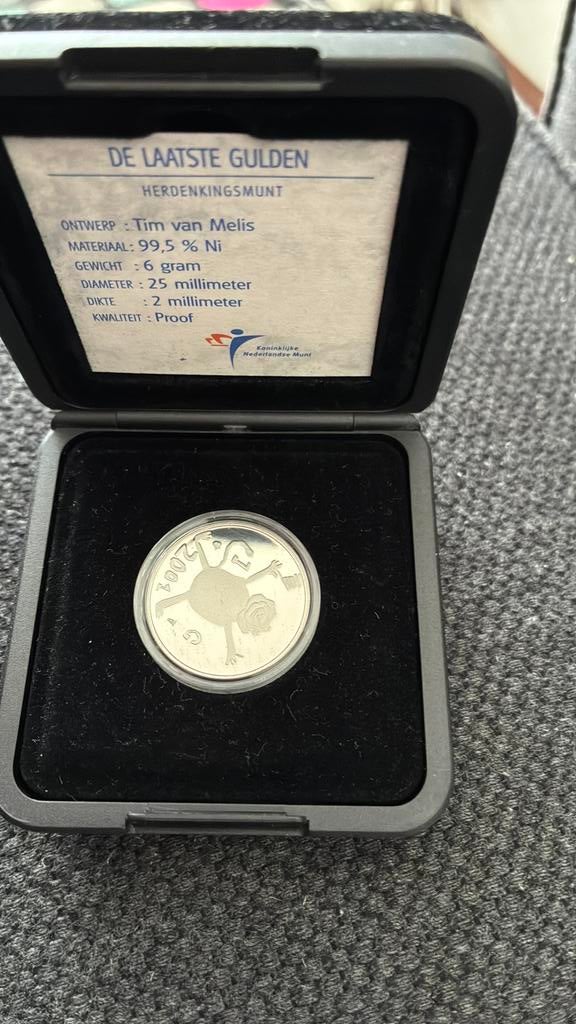 DE LAATSTE GULDEN
HERDENKINGSMUNT
ONTWERP : Tim van Melis
MATERIAAL: 99,5 % Ni
GEWICHT : 6 gram
DIAMETER : 25 millimeter
DIKTE : 2 millimeter
KWALITEIT : Proof
Koninklijke
Nederlandse Munt
2001
G